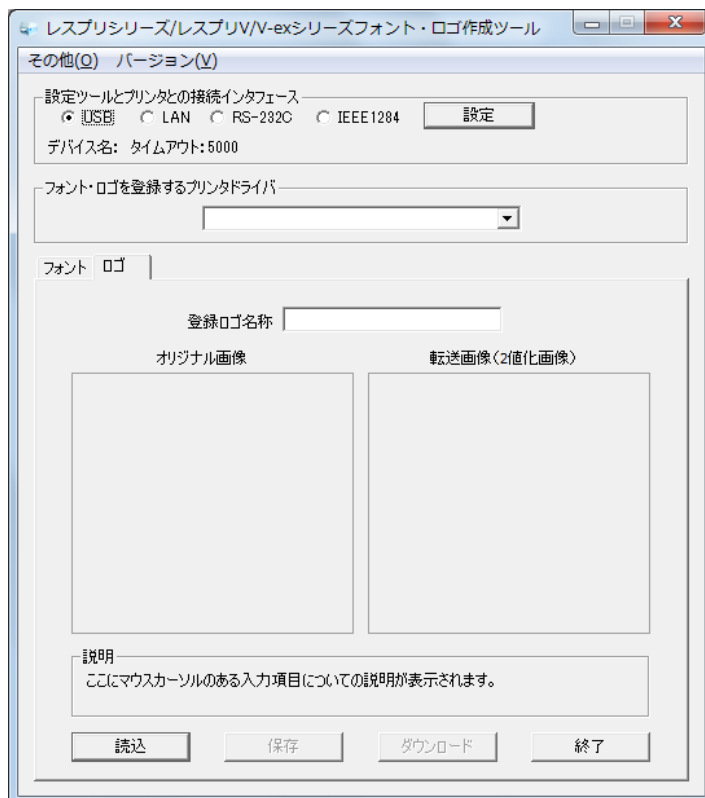 レスプリシリーズ/レスプリV/V-exシリーズフォント・ロゴ作成ツール
その他(O) バージョン(V)
設定ツールとプリンタとの接続インタフェース
USB LAN RS-232C IEEE1284 設定
デバイス名: タイムアウト:5000
フォント・ロゴを登録するプリンタドライバ
フォント ロゴ
登録ロゴ名称
オリジナル画像 転送画像(2値化画像)
説明
ここにマウスカーソルのある入力項目についての説明が表示されます。
読込 保存 ダウンロード 終了